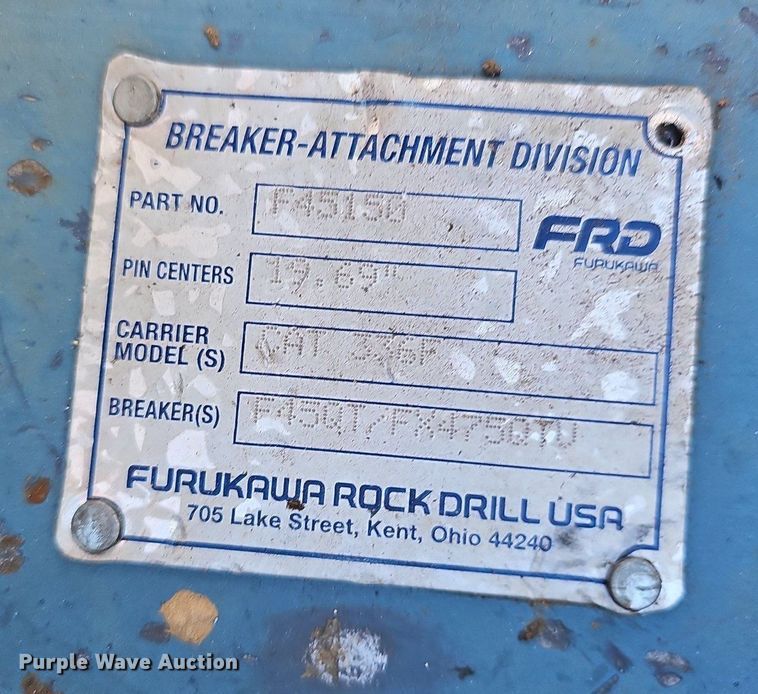 BREAKER-ATTACHMENT DIVISION
PART NO. F45150
FRD
FURUKAWA
PIN CENTERS 19.69"
CARRIER
MODEL (S) CAT 336F
BREAKER(S) F45QT/FX475QTV
FURUKAWA ROCK DRILL USA
705 Lake Street, Kent, Ohio 44240
Purple Wave Auction